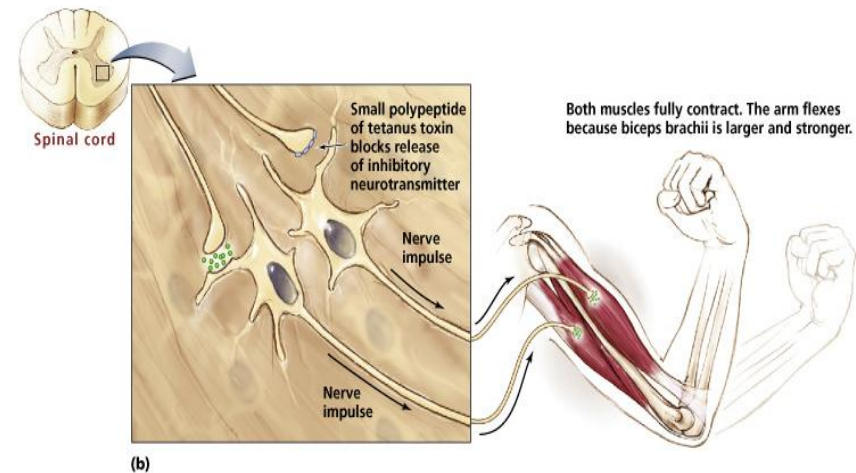 Spinal cord
Small polypeptide
of tetanus toxin
blocks release
of inhibitory
neurotransmitter
Both muscles fully contract. The arm flexes
because biceps brachii is larger and stronger.
Nerve
impulse
Nerve
impulse
(b)